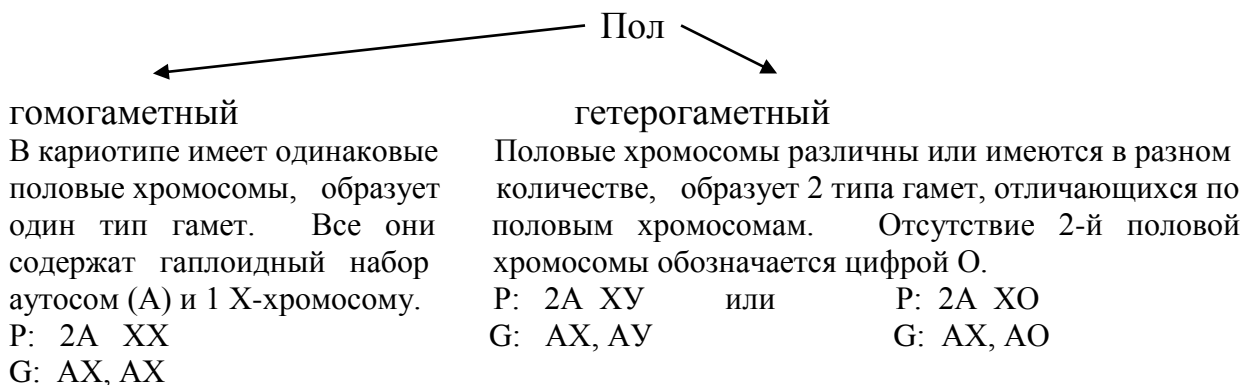 Пол
гомогаметный
В кариотипе имеет одинаковые
половые хромосомы, образует
один тип гамет. Все они
содержат гаплоидный набор
аутосом (А) и 1 Х-хромосому.
Р: 2А ХХ
G: АХ, АХ
гетерогаметный
Половые хромосомы различны или имеются в разном
количестве, образует 2 типа гамет, отличающихся по
половым хромосомам. Отсутствие 2-й половой
хромосомы обозначается цифрой О.
Р: 2А ХУ или Р: 2А ХО
G: АХ, АУ G: АХ, АО